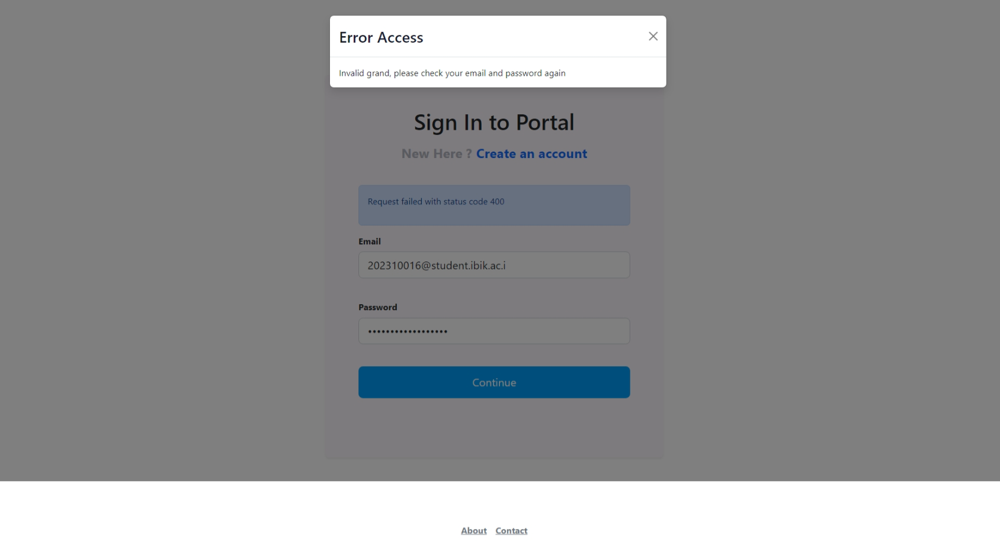 Error Access
Invalid grand, please check your email and password again
Sign In to Portal
New Here ? Create an account
Request failed with status code 400
Email
202310016@student.ibik.ac.i
Password
••••••••••••••••••
Continue
About Contact